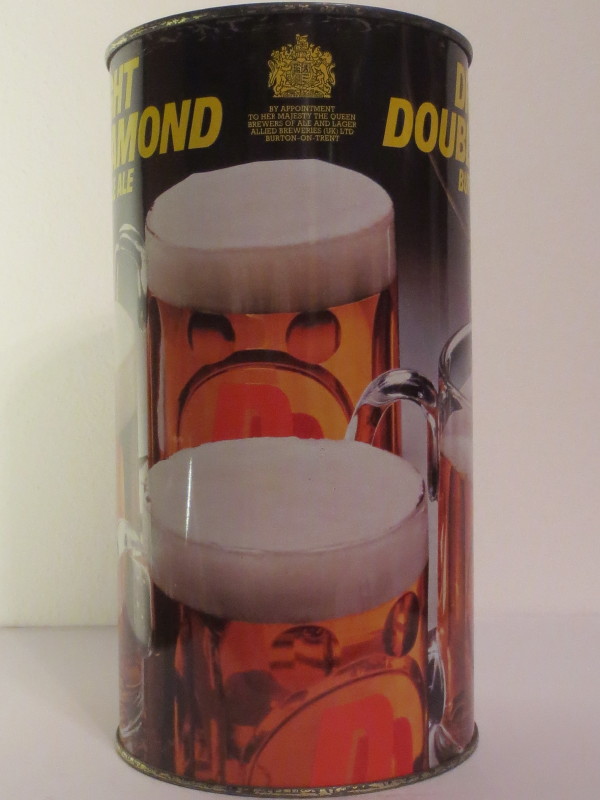 HT
AMOND
ALE
BY APPOINTMENT
TO HER MAJESTY THE QUEEN
BREWERS OF ALE AND LAGER
ALLIED BREWERIES (UK) LTD
BURTON-ON-TRENT
D
DOUB
B
D
D